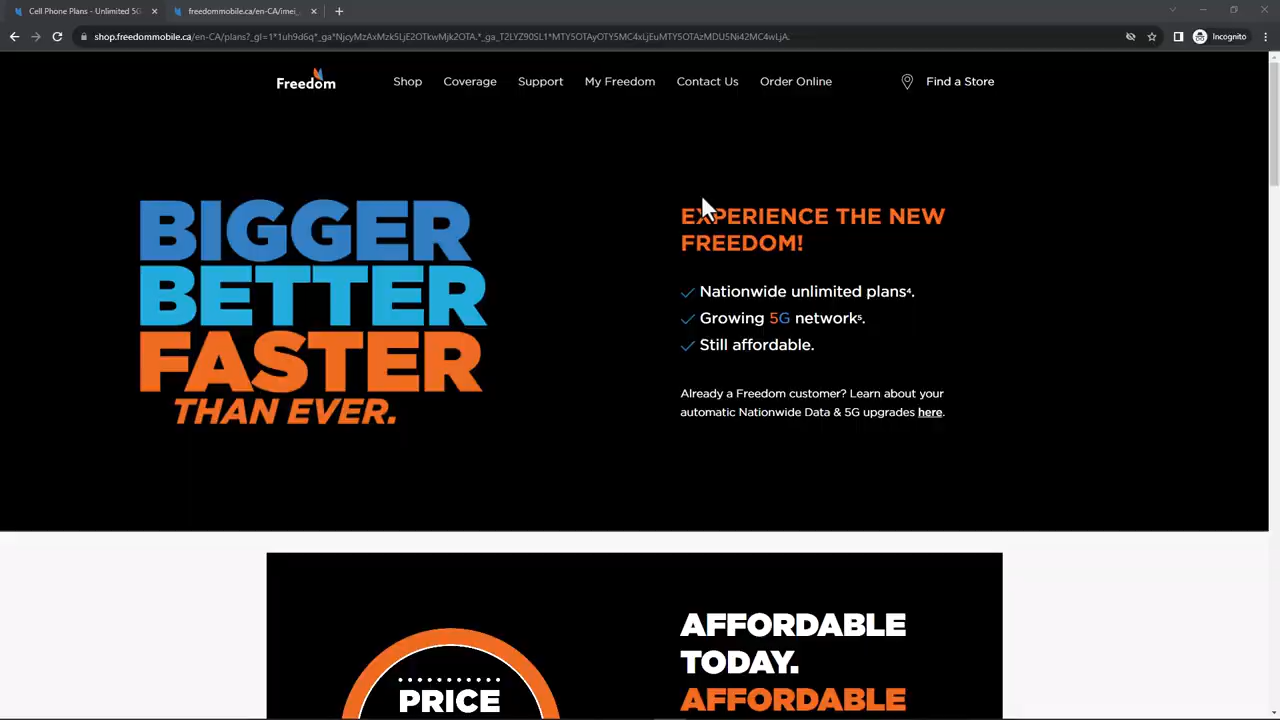 Cell Phone Plans - Unlimited 5G
freedommobile.ca/en-CA/imei_
shop.freedommobile.ca/en-CA/plans?_gl=1*1uh9d6q*_ga*NjcyMzAxMzk5LjE2OTkwMjk2OTA.*_ga_T2LYZ90SL1*MTY5OTAyOTY5MC4xLjEuMTY5OTAzMDU5Ni42MC4wLjA.
Incognito
Freedom
Shop
Coverage
Support
My Freedom
Contact Us
Order Online
Find a Store
BIGGER
BETTER
FASTER
THAN EVER.
EXPERIENCE THE NEW
FREEDOM!
Nationwide unlimited plans⁴.
Growing 5G network⁵.
Still affordable.
Already a Freedom customer? Learn about your
automatic Nationwide Data & 5G upgrades here.
PRICE
AFFORDABLE
TODAY.
AFFORDABLE